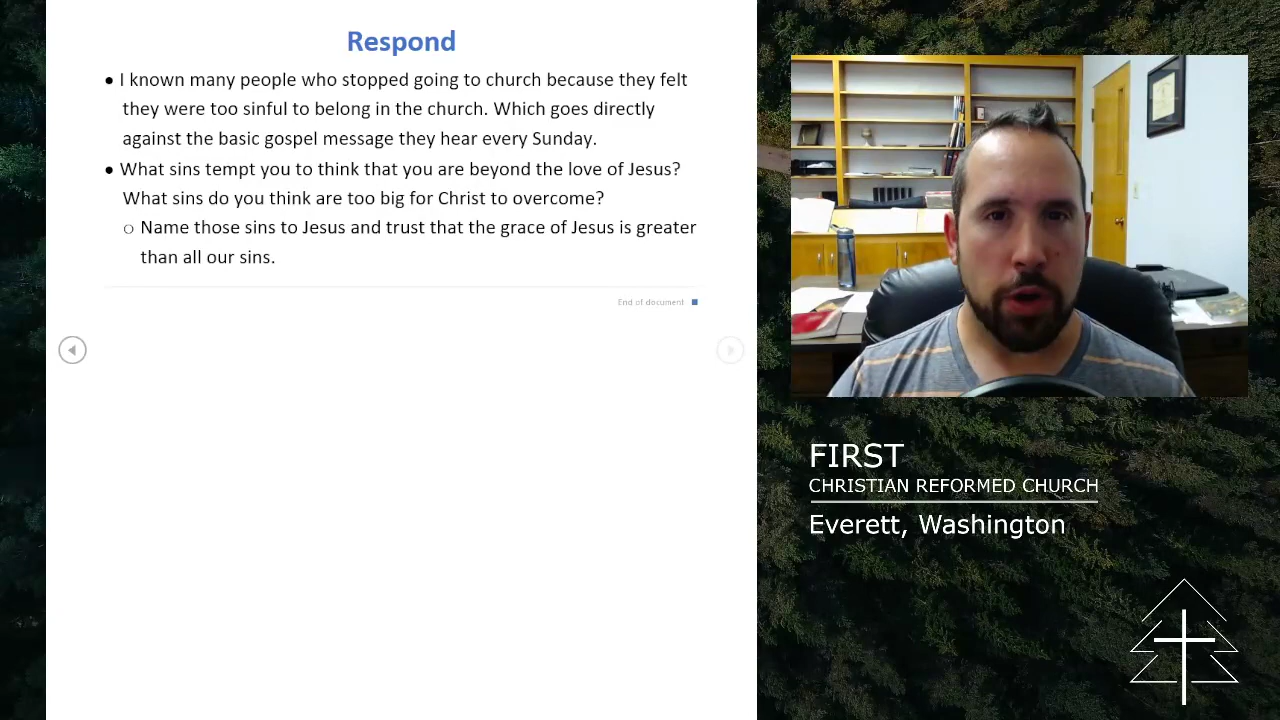 Respond
● I known many people who stopped going to church because they felt
they were too sinful to belong in the church. Which goes directly
against the basic gospel message they hear every Sunday.
● What sins tempt you to think that you are beyond the love of Jesus?
What sins do you think are too big for Christ to overcome?
○ Name those sins to Jesus and trust that the grace of Jesus is greater
than all our sins.
End of document ■
FIRST
CHRISTIAN REFORMED CHURCH
Everett, Washington